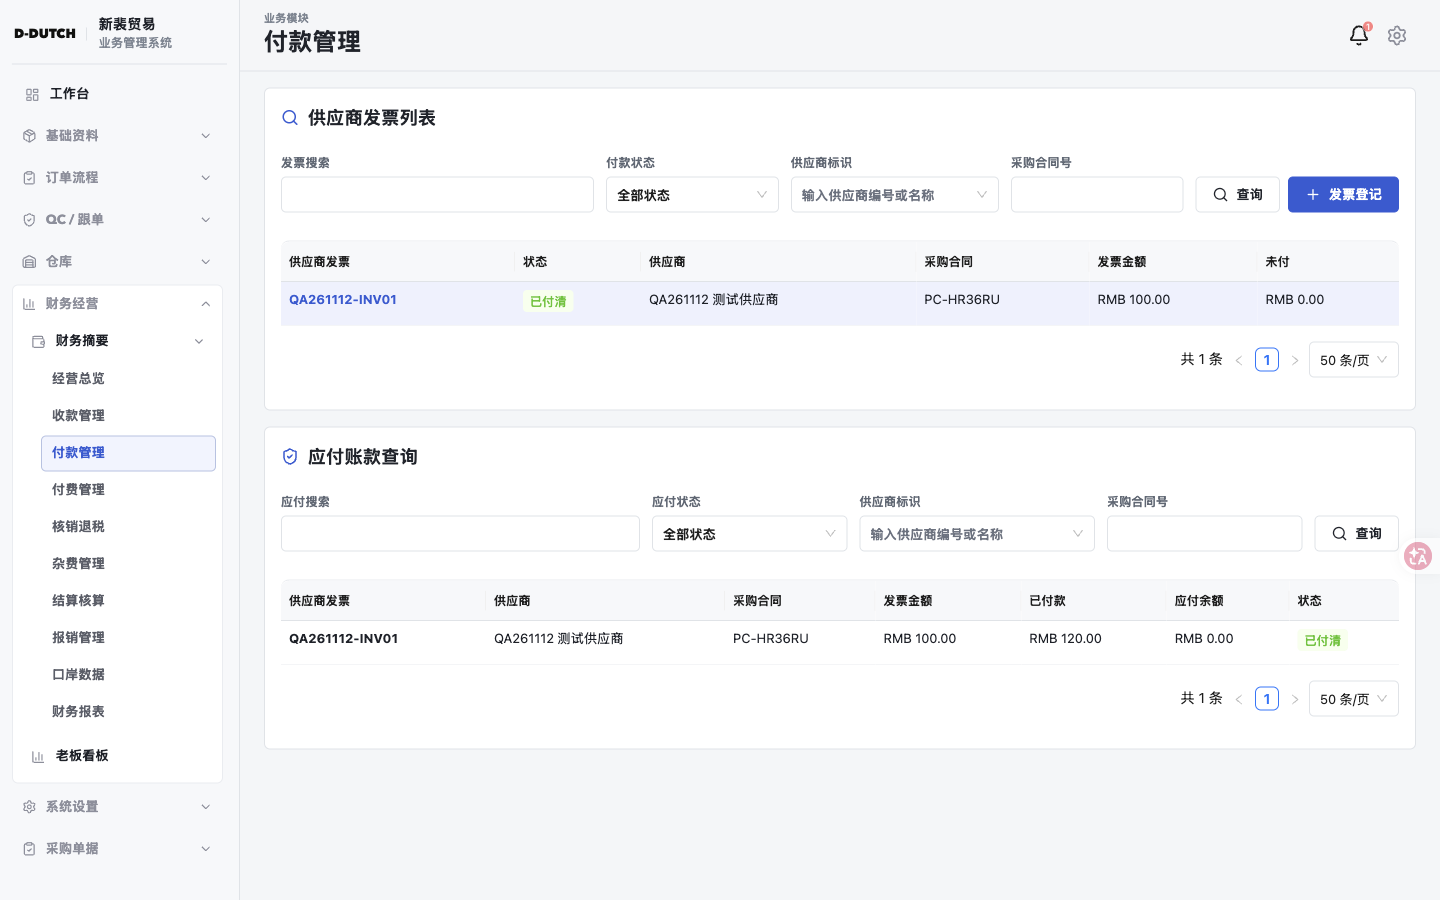 D-DUTCH
新裴贸易
业务管理系统
工作台
基础资料
订单流程
QC / 跟单
仓库
财务经营
财务摘要
经营总览
收款管理
付款管理
付费管理
核销退税
杂费管理
结算核算
报销管理
口岸数据
财务报表
老板看板
系统设置
采购单据
业务模块
付款管理
1
供应商发票列表
发票搜索 付款状态 供应商标识 采购合同号
全部状态 输入供应商编号或名称 查询 发票登记
供应商发票 状态 供应商 采购合同 发票金额 未付
QA261112-INV01 已付清 QA261112 测试供应商 PC-HR36RU RMB 100.00 RMB 0.00
共 1 条 1 50 条/页
应付账款查询
应付搜索 应付状态 供应商标识 采购合同号
全部状态 输入供应商编号或名称 查询
供应商发票 供应商 采购合同 发票金额 已付款 应付余额 状态
QA261112-INV01 QA261112 测试供应商 PC-HR36RU RMB 100.00 RMB 120.00 RMB 0.00 已付清
共 1 条 1 50 条/页